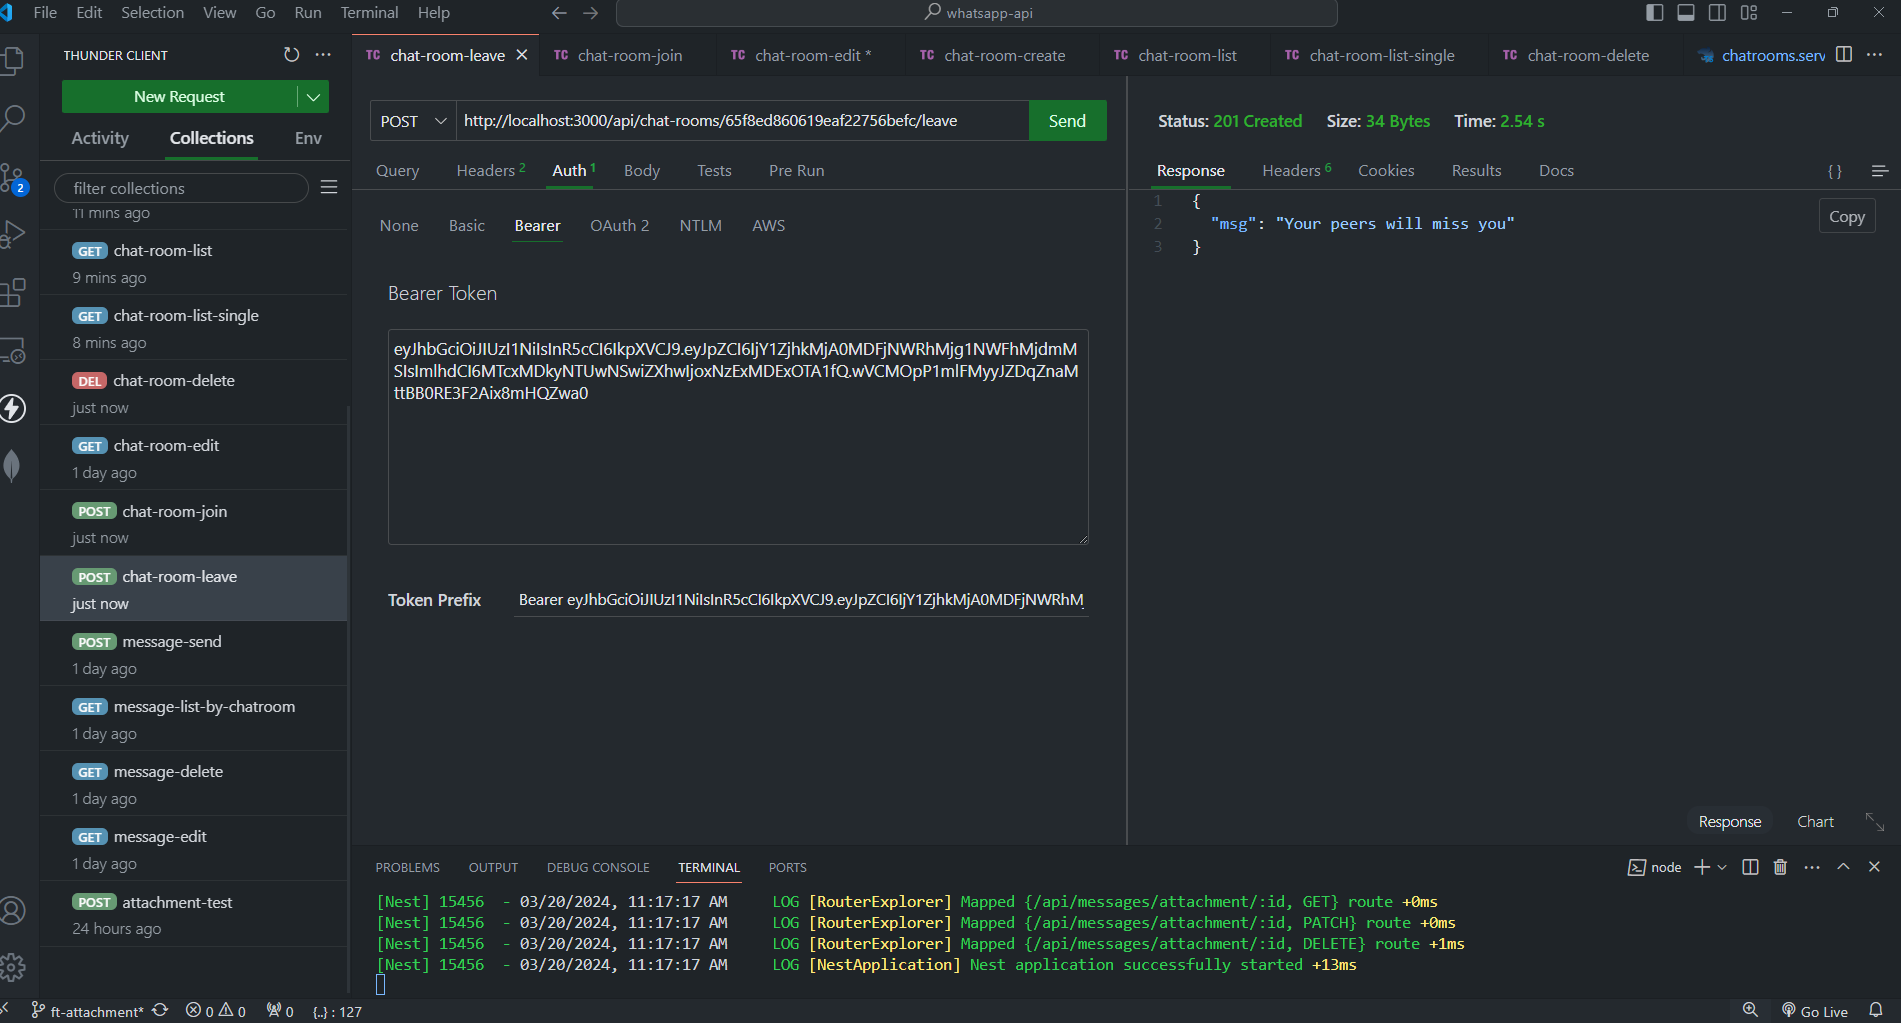 File Edit Selection View Go Run Terminal Help
whatsapp-api
THUNDER CLIENT
New Request
Activity Collections Env
filter collections
11 mins ago
GET chat-room-list
9 mins ago
GET chat-room-list-single
8 mins ago
DEL chat-room-delete
just now
GET chat-room-edit
1 day ago
POST chat-room-join
just now
POST chat-room-leave
just now
POST message-send
1 day ago
GET message-list-by-chatroom
1 day ago
GET message-delete
1 day ago
GET message-edit
1 day ago
POST attachment-test
24 hours ago
2
TC chat-room-leave TC chat-room-join TC chat-room-edit * TC chat-room-create TC chat-room-list TC chat-room-list-single TC chat-room-delete chatrooms.serv
POST http://localhost:3000/api/chat-rooms/65f8ed860619eaf22756befc/leave Send
Query Headers 2 Auth 1 Body Tests Pre Run
None Basic Bearer OAuth 2 NTLM AWS
Bearer Token
eyJhbGciOiJIUzI1NiIsInR5cCI6IkpXVCJ9.eyJpZCI6IjY1ZjhkMjA0MDFjNWRhMjg1NWFhMjdmM
SIsImlhdCI6MTcxMDkyNTUwNSwiZXhwIjoxNzExMDExOTA1fQ.wVCMOpP1mlFMyyJZDqZnaM
ttBB0RE3F2Aix8mHQZwa0
Token Prefix Bearer eyJhbGciOiJIUzI1NiIsInR5cCI6IkpXVCJ9.eyJpZCI6IjY1ZjhkMjA0MDFjNWRhM
Status: 201 Created Size: 34 Bytes Time: 2.54 s
Response Headers 6 Cookies Results Docs {}
1 {
2 "msg": "Your peers will miss you"
3 }
Copy
Response Chart
PROBLEMS OUTPUT DEBUG CONSOLE TERMINAL PORTS
node
[Nest] 15456 - 03/20/2024, 11:17:17 AM LOG [RouterExplorer] Mapped {/api/messages/attachment/:id, GET} route +0ms
[Nest] 15456 - 03/20/2024, 11:17:17 AM LOG [RouterExplorer] Mapped {/api/messages/attachment/:id, PATCH} route +0ms
[Nest] 15456 - 03/20/2024, 11:17:17 AM LOG [RouterExplorer] Mapped {/api/messages/attachment/:id, DELETE} route +1ms
[Nest] 15456 - 03/20/2024, 11:17:17 AM LOG [NestApplication] Nest application successfully started +13ms
ft-attachment* 0 0 0 {..} : 127 Go Live